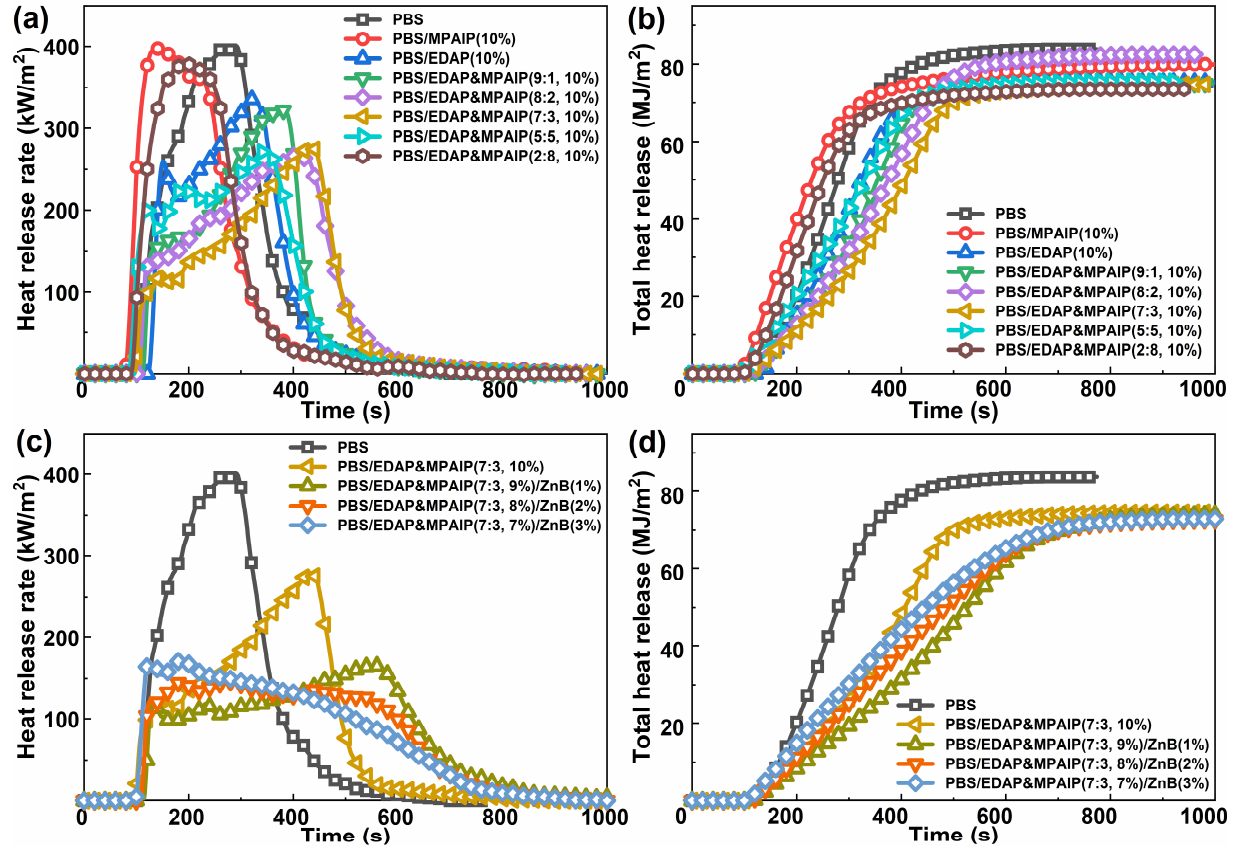 (a)
Heat release rate (kW/m²)
400
300
200
100
PBS
PBS/MPAIP(10%)
PBS/EDAP(10%)
PBS/EDAP&MPAIP(9:1, 10%)
PBS/EDAP&MPAIP(8:2, 10%)
PBS/EDAP&MPAIP(7:3, 10%)
PBS/EDAP&MPAIP(5:5, 10%)
PBS/EDAP&MPAIP(2:8, 10%)
0 200 400 600 800 1000
Time (s)
(b)
Total heat release (MJ/m²)
80
60
40
20
PBS
PBS/MPAIP(10%)
PBS/EDAP(10%)
PBS/EDAP&MPAIP(9:1, 10%)
PBS/EDAP&MPAIP(8:2, 10%)
PBS/EDAP&MPAIP(7:3, 10%)
PBS/EDAP&MPAIP(5:5, 10%)
PBS/EDAP&MPAIP(2:8, 10%)
0 200 400 600 800 1000
Time (s)
(c)
Heat release rate (kW/m²)
400
300
200
100
PBS
PBS/EDAP&MPAIP(7:3, 10%)
PBS/EDAP&MPAIP(7:3, 9%)/ZnB(1%)
PBS/EDAP&MPAIP(7:3, 8%)/ZnB(2%)
PBS/EDAP&MPAIP(7:3, 7%)/ZnB(3%)
0 200 400 600 800 1000
Time (s)
(d)
Total heat release (MJ/m²)
80
60
40
20
PBS
PBS/EDAP&MPAIP(7:3, 10%)
PBS/EDAP&MPAIP(7:3, 9%)/ZnB(1%)
PBS/EDAP&MPAIP(7:3, 8%)/ZnB(2%)
PBS/EDAP&MPAIP(7:3, 7%)/ZnB(3%)
0 200 400 600 800 1000
Time (s)